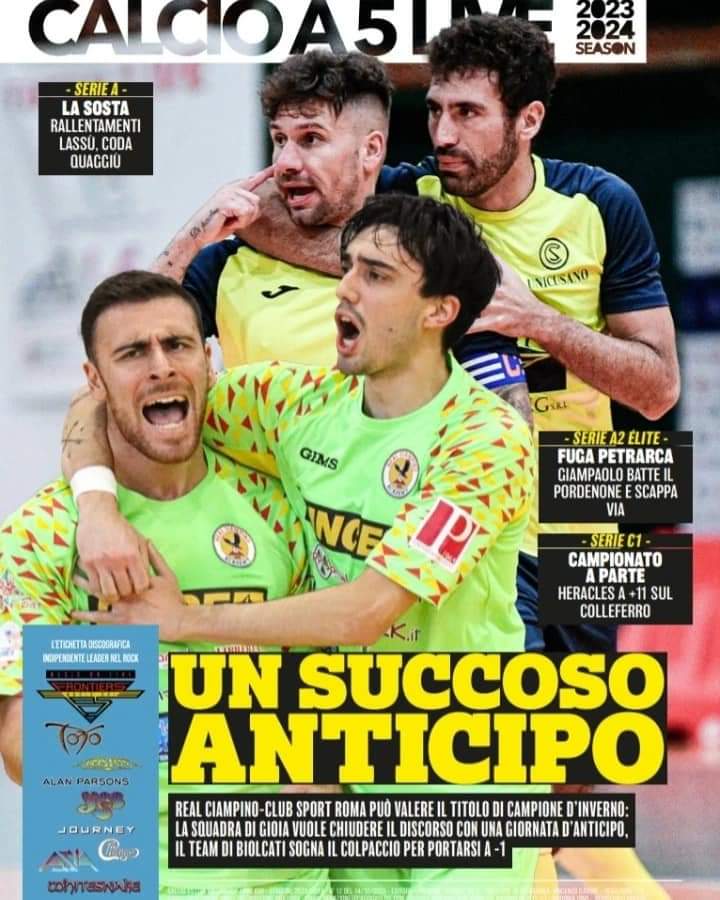 CALCIO A 5 LIVE
2023
2024
SEASON
- SERIE A -
LA SOSTA
RALLENTAMENTI
LASSÙ, CODA
QUAGGIÙ
UNICUSANO
GIMS
- SERIE A2 ÉLITE -
FUGA PETRARCA
GIAMPAOLO BATTE IL
PORDENONE E SCAPPA
VIA
- SERIE C1 -
CAMPIONATO
A PARTE
HERACLES A +11 SUL
COLLEFERRO
L'ETICHETTA DISCOGRAFICA
INDIPENDENTE LEADER NEL ROCK
FRONTIERS
TOTO
ALAN PARSONS
YES
JOURNEY
ASIA
Chicago
WHITESNAKE
UN SUCCOSO
ANTICIPO
REAL CIAMPINO-CLUB SPORT ROMA PUÒ VALERE IL TITOLO DI CAMPIONE D'INVERNO:
LA SQUADRA DI GIOIA VUOLE CHIUDERE IL DISCORSO CON UNA GIORNATA D'ANTICIPO,
IL TEAM DI BIOLCATI SOGNA IL COLPACCIO PER PORTARSI A -1